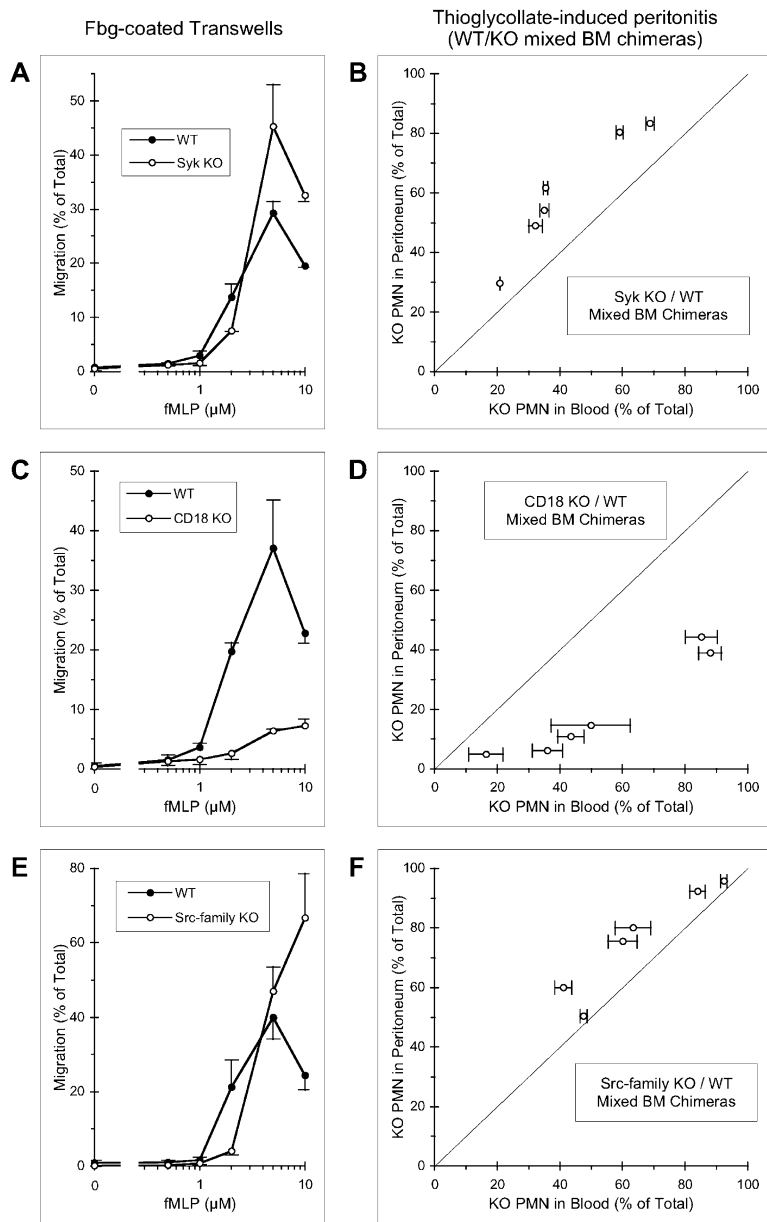 Fbg-coated Transwells
Thioglycollate-induced peritonitis
(WT/KO mixed BM chimeras)
A
Migration (% of Total)
50
40
30
20
10
0
WT
Syk KO
0
1
10
fMLP (µM)
B
KO PMN in Peritoneum (% of Total)
100
80
60
40
20
0
Syk KO / WT
Mixed BM Chimeras
0
20
40
60
80
100
KO PMN in Blood (% of Total)
C
Migration (% of Total)
50
40
30
20
10
0
WT
CD18 KO
0
1
10
fMLP (µM)
D
KO PMN in Peritoneum (% of Total)
100
80
60
40
20
0
CD18 KO / WT
Mixed BM Chimeras
0
20
40
60
80
100
KO PMN in Blood (% of Total)
E
Migration (% of Total)
80
60
40
20
0
WT
Src-family KO
0
1
10
fMLP (µM)
F
KO PMN in Peritoneum (% of Total)
100
80
60
40
20
0
Src-family KO / WT
Mixed BM Chimeras
0
20
40
60
80
100
KO PMN in Blood (% of Total)